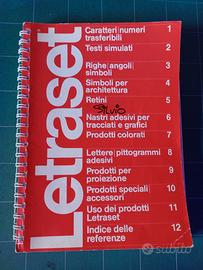 Letraset
Caratteri|numeri 1
trasferibili
Testi simulati 2
Righe|angoli 3
simboli
Simboli per 4
architettura
Retini 5
SILVIO
Nastri adesivi per 6
tracciati e grafici
Prodotti colorati 7
Lettere|pittogrammi 8
adesivi
Prodotti per 9
proiezione
Prodotti speciali 10
accessori
Uso dei prodotti 11
Letraset
Indice delle 12
referenze
subito